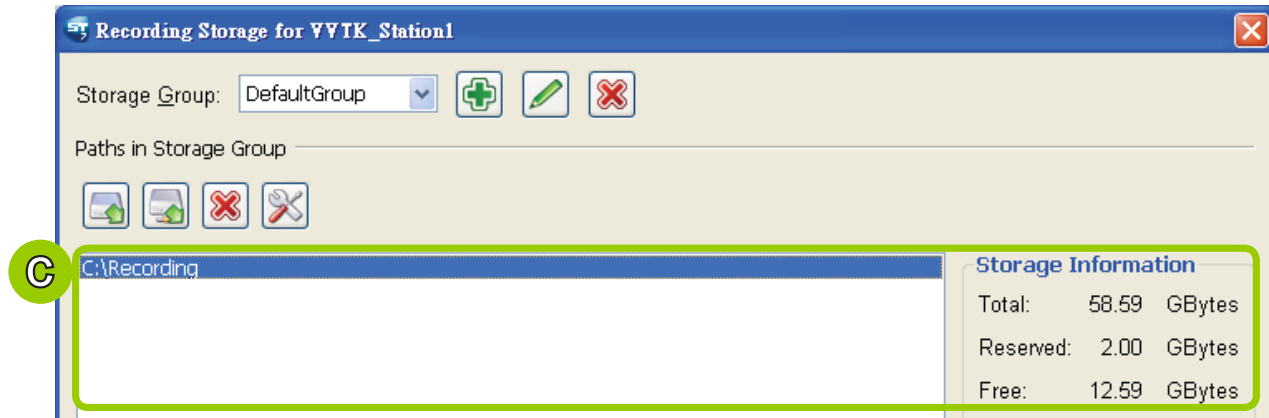 Recording Storage for VVTK_Station1
Storage Group: DefaultGroup
Paths in Storage Group
C
C:\Recording
Storage Information
Total: 58.59 GBytes
Reserved: 2.00 GBytes
Free: 12.59 GBytes